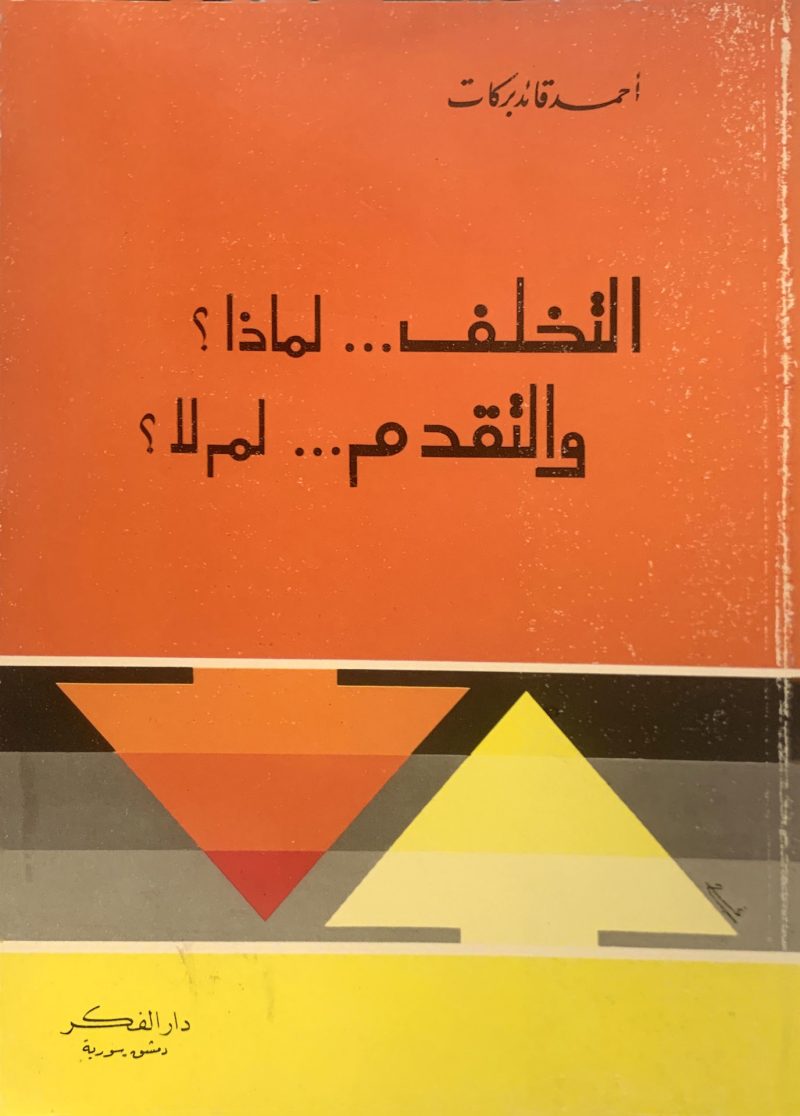 أحمد قائد بركات
التخلف... لماذا؟
والتقدم... لم لا؟
دار الفكر
دمشق سورية